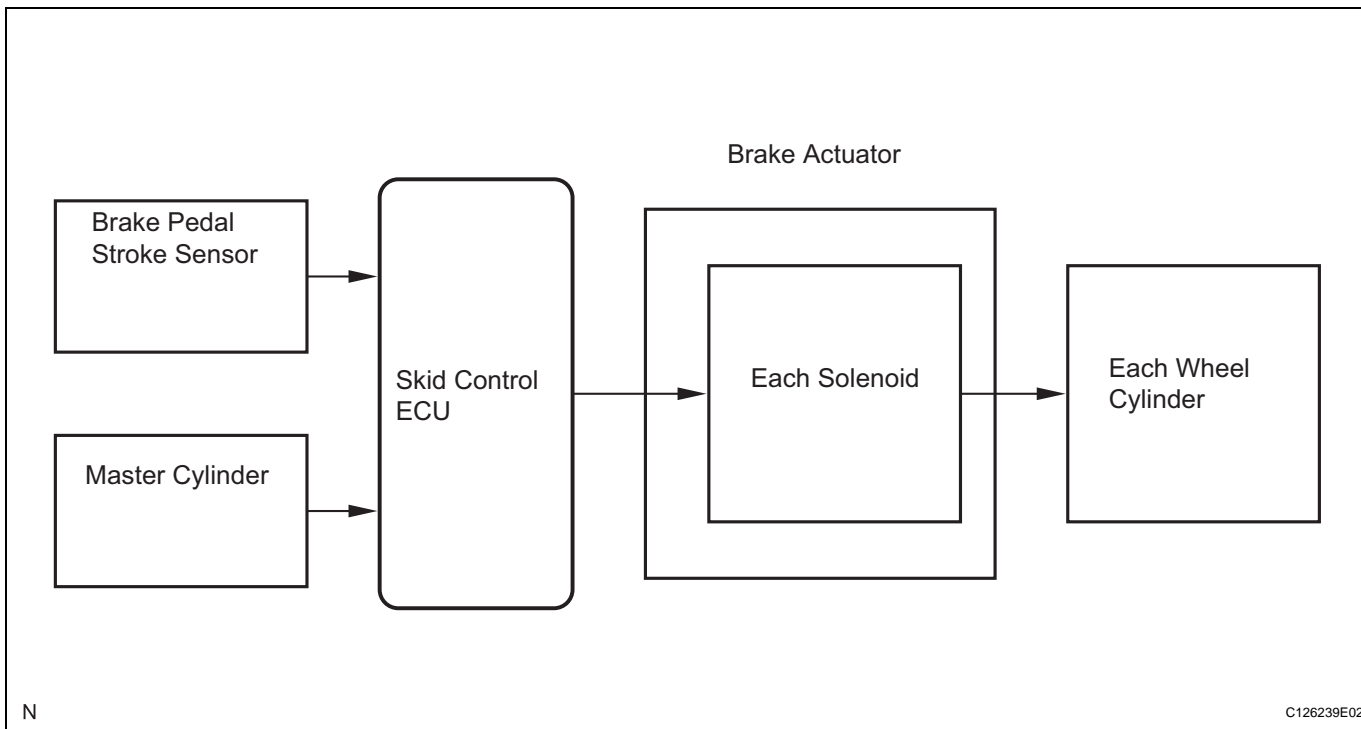 Brake Actuator
Brake Pedal
Stroke Sensor
Master Cylinder
Skid Control
ECU
Each Solenoid
Each Wheel
Cylinder
N
C126239E02